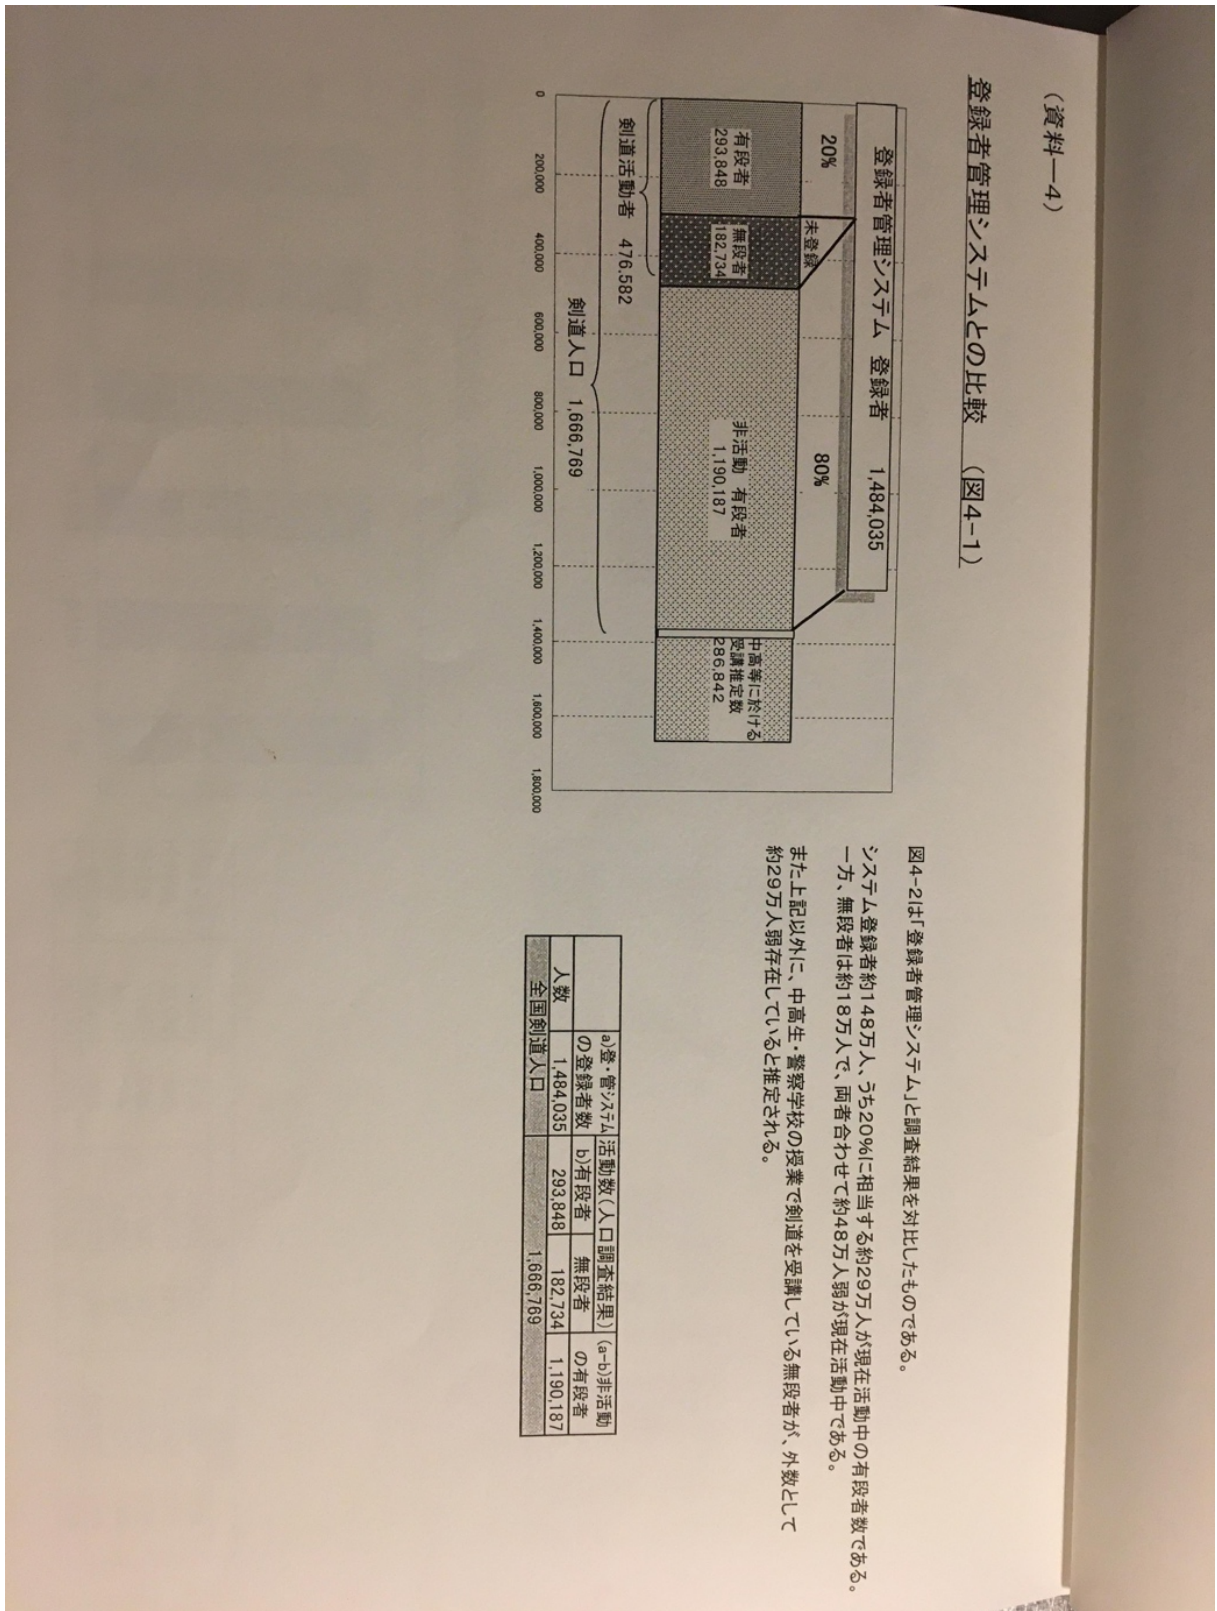 （資料ー4）
登録者管理システムとの比較　（図4-1）
登録者管理システム　登録者　1,484,035
20%
80%
未登録
有段者
293,848
無段者
182,734
非活動　有段者
1,190,187
中高等に於ける
受講推定数
286,842
剣道活動者　476,582
剣道人口　1,666,769
0
200,000
400,000
600,000
800,000
1,000,000
1,200,000
1,400,000
1,600,000
1,800,000
図4-2は「登録者管理システム」と調査結果を対比したものである。
システム登録者約148万人、うち20%に相当する約29万人が現在活動中の有段者数である。
一方、無段者は約18万人で、両者合わせて約48万人弱が現在活動中である。
また上記以外に、中高生・警察学校の授業で剣道を受講している無段者が、外数として
約29万人弱存在していると推定される。
a)登・管システム 活動数（人口調査結果） (a-b)非活動
の登録者数 b)有段者 無段者 の有段者
人数 1,484,035 293,848 182,734 1,190,187
全国剣道人口 1,666,769